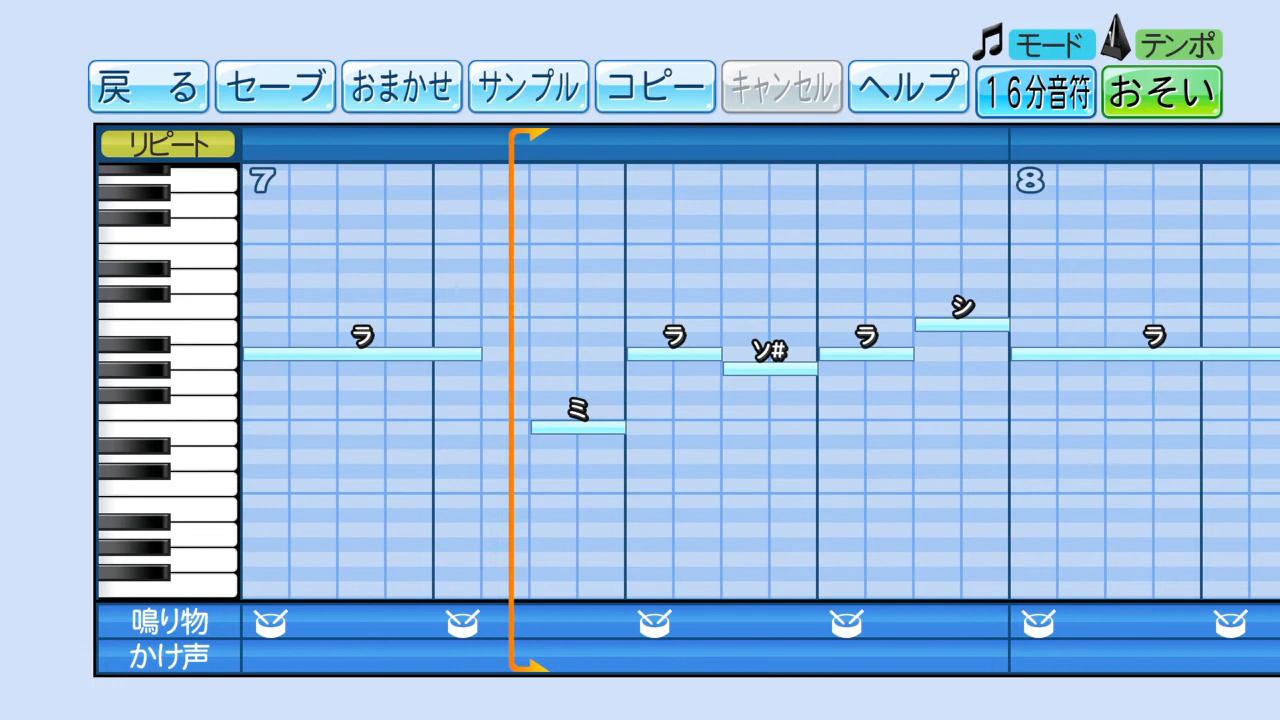 モード テンポ
戻る セーブ おまかせ サンプル コピー キャンセル ヘルプ 16分音符 おそい
リピート
7 8
シ
ラ ラ ラ ラ
ソ#
ミ
鳴り物
かけ声